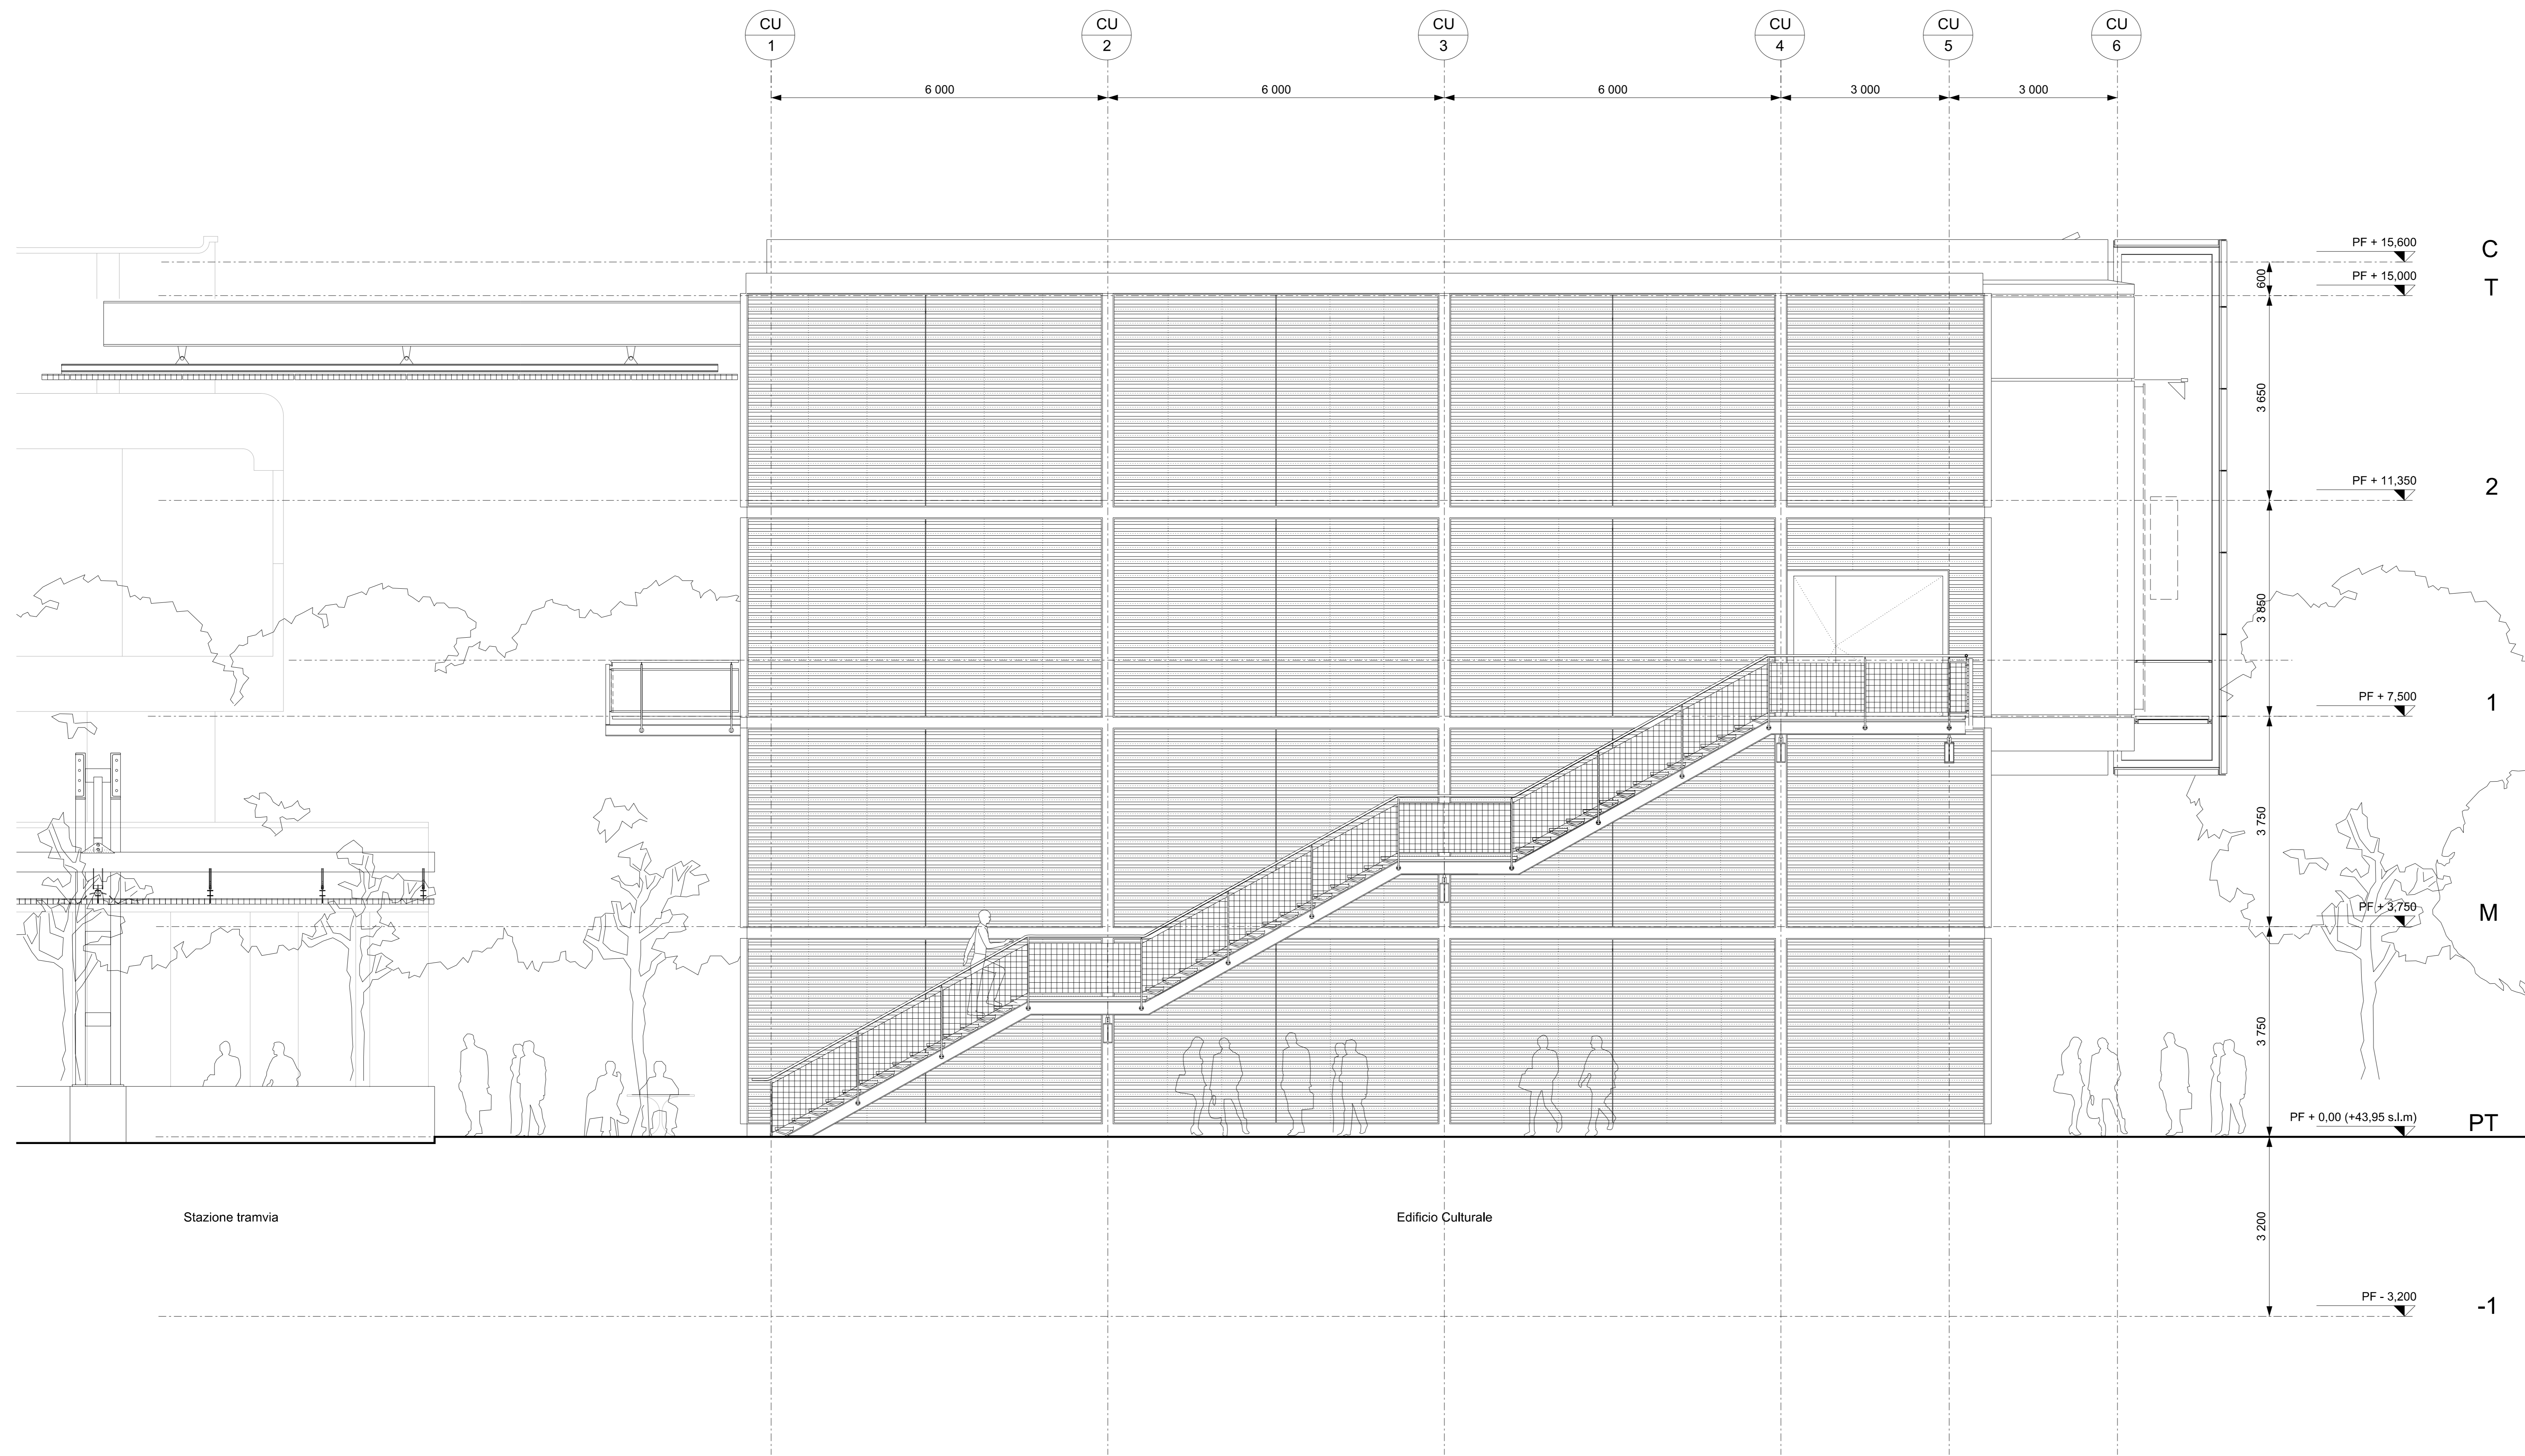 CU
1
CU
2
CU
3
CU
4
CU
5
CU
6
6 000
6 000
6 000
3 000
3 000
PF + 15,600
C
600
PF + 15,000
T
3 650
PF + 11,350
2
3 850
PF + 7,500
1
3 750
PF + 3,750
M
3 750
PF + 0,00 (+43,95 s.l.m)
PT
Stazione tramvia
Edificio Culturale
3 200
PF - 3,200
-1